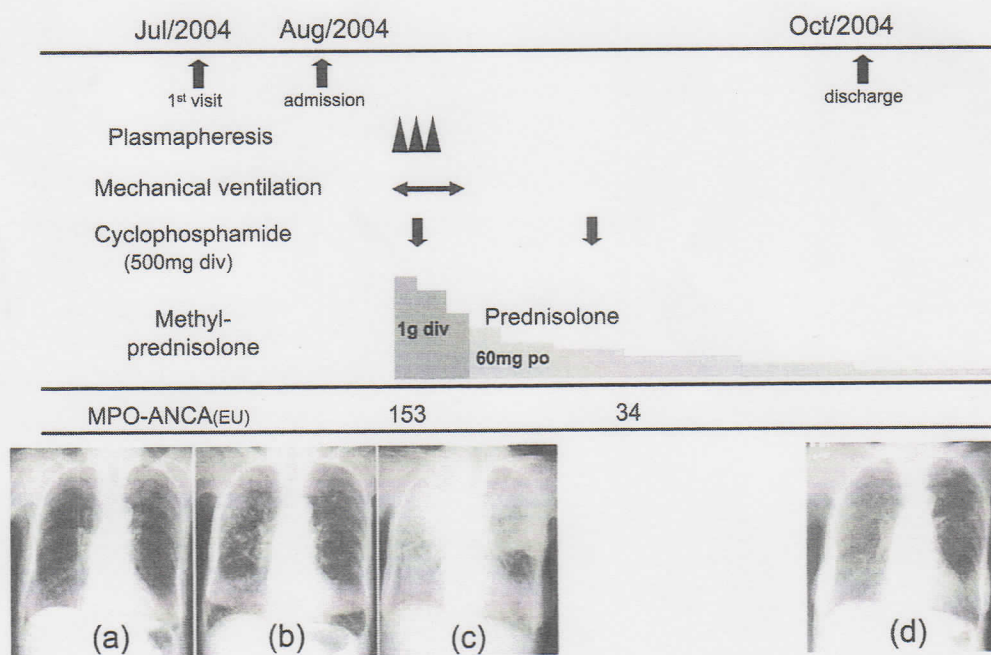 Jul/2004 Aug/2004 Oct/2004
1st visit admission discharge
Plasmapheresis
Mechanical ventilation
Cyclophosphamide
(500mg div)
Methyl-
prednisolone
1g div
Prednisolone
60mg po
MPO-ANCA(EU) 153 34
(a) (b) (c) (d)